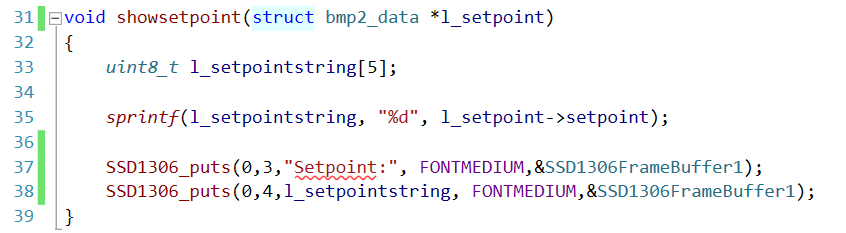 31 void showsetpoint(struct bmp2_data *l_setpoint)
32 {
33     uint8_t l_setpointstring[5];
34
35     sprintf(l_setpointstring, "%d", l_setpoint->setpoint);
36
37     SSD1306_puts(0,3,"Setpoint:", FONTMEDIUM,&SSD1306FrameBuffer1);
38     SSD1306_puts(0,4,l_setpointstring, FONTMEDIUM,&SSD1306FrameBuffer1);
39 }